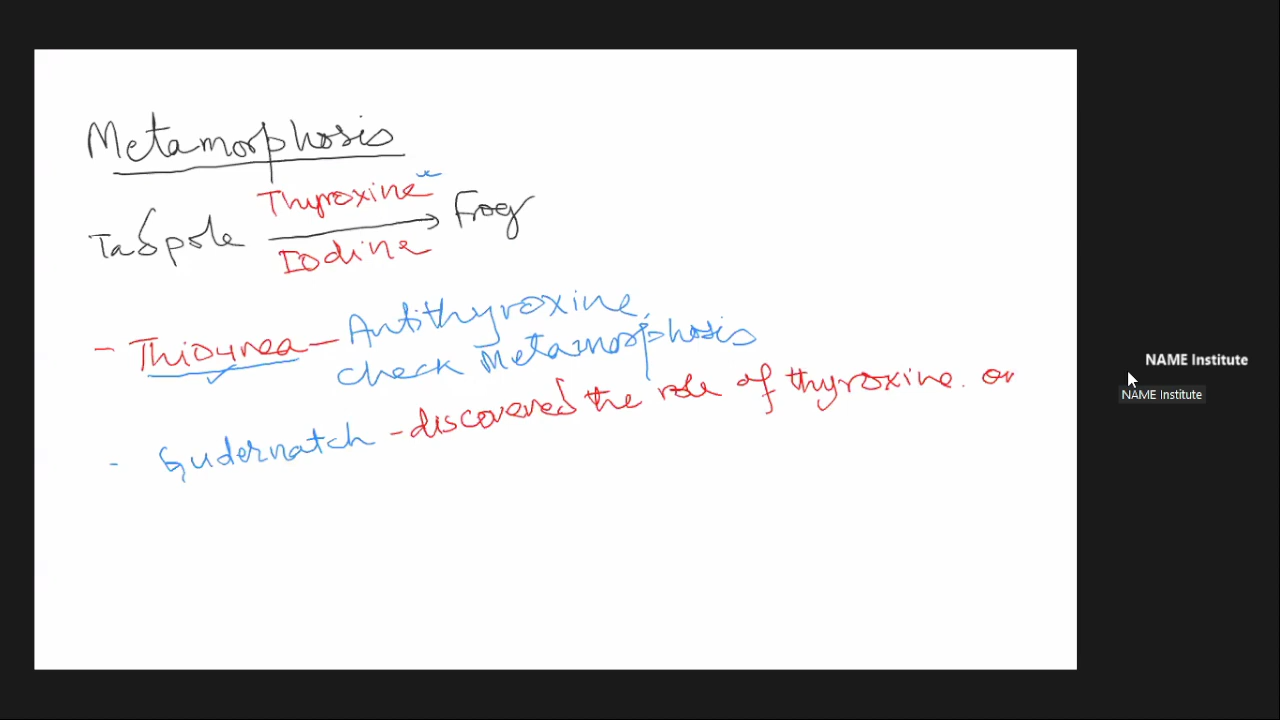 Metamorphosis
Thyroxine
Tadpole → Frog
Iodine
- Thiourea - Antithyroxine,
check Metamorphosis
- Gudernatch - discovered the role of thyroxine. on
NAME Institute
NAME Institute